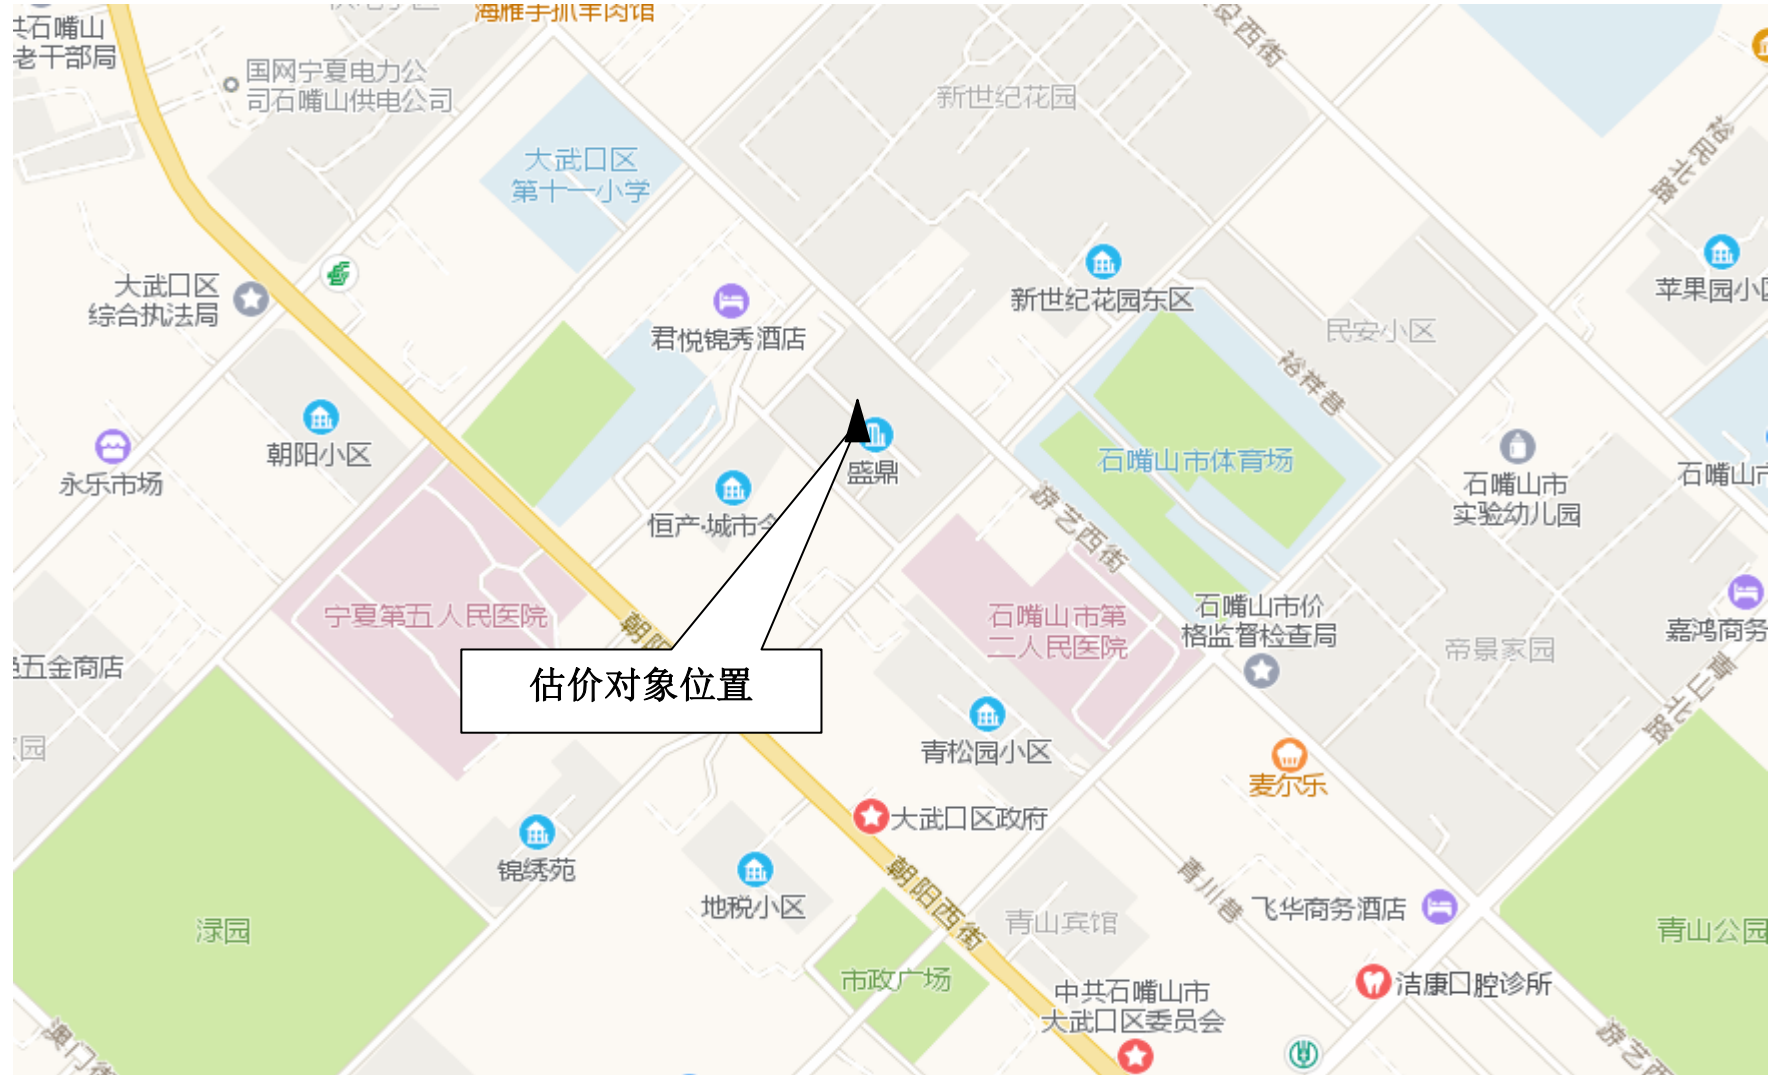 海雁手抓羊肉馆
共石嘴山
老干部局
国网宁夏电力公
司石嘴山供电公司
新世纪花园
安西街
裕民北路
大武口区
第十一小学
大武口区
综合执法局
君悦锦秀酒店
新世纪花园东区
民安小区
苹果园小区
裕祥巷
朝阳小区
永乐市场
盛鼎
恒产·城市今
石嘴山市体育场
石嘴山市
实验幼儿园
石嘴山市
游艺西街
宁夏第五人民医院
朝阳
石嘴山市第
二人民医院
石嘴山市价
格监督检查局
帝景家园
嘉鸿商务
五金商店
估价对象位置
青山北路
园
青松园小区
麦尔乐
大武口区政府
锦绣苑
地税小区
朝阳西街
青山宾馆
青川巷
飞华商务酒店
渌园
青山公园
市政广场
中共石嘴山市
大武口区委员会
洁康口腔诊所
澳门街
游艺西